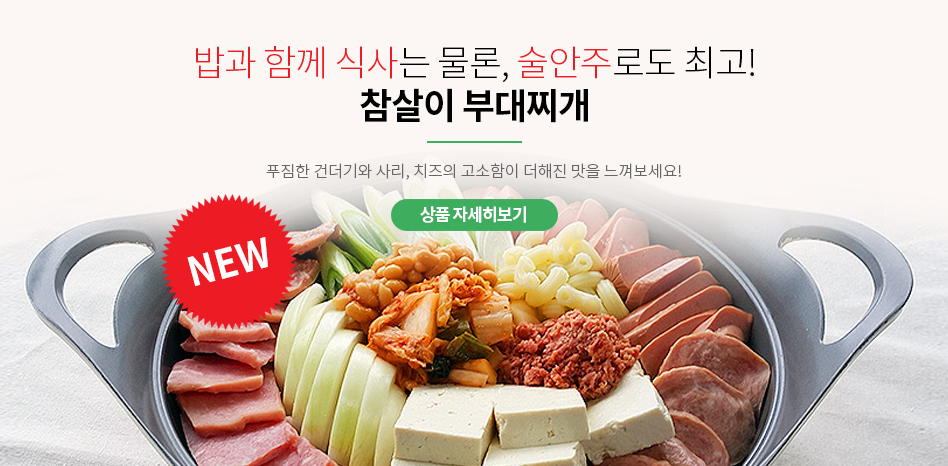 밥과 함께 식사는 물론, 술안주로도 최고!
참살이 부대찌개
푸짐한 건더기와 사리, 치즈의 고소함이 더해진 맛을 느껴보세요!
상품 자세히보기
NEW